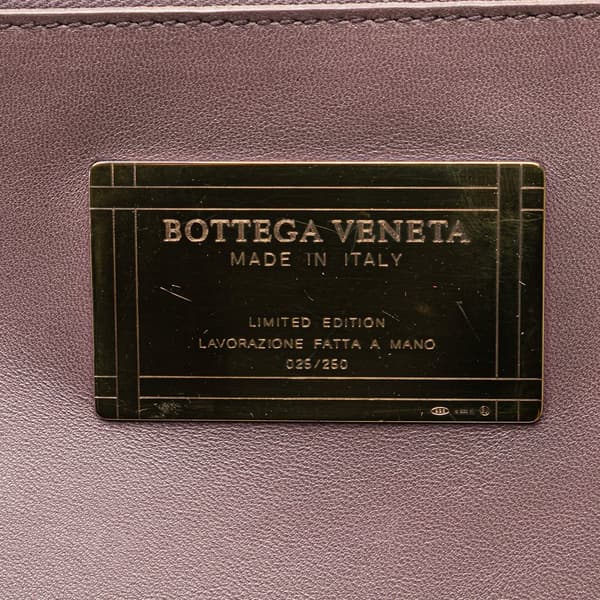 BOTTEGA VENETA
MADE IN ITALY
LIMITED EDITION
LAVORAZIONE FATTA A MANO
025/250